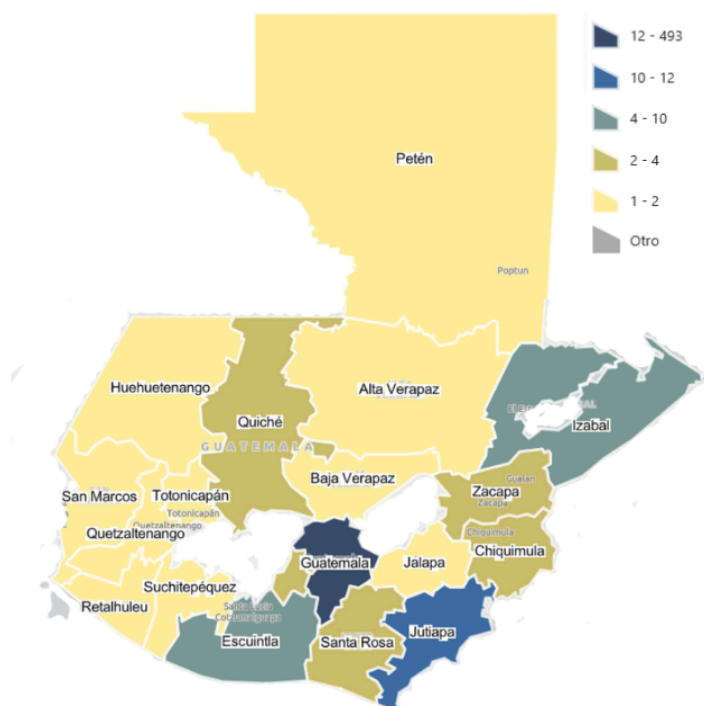 12 - 493
10 - 12
4 - 10
2 - 4
1 - 2
Otro
Petén
Poptun
Huehuetenango
Alta Verapaz
Quiché
GUATEMALA
Izabal
Baja Verapaz
San Marcos
Totonicapán
Totonicapán
Gualan
Zacapa
Zacapa
Quetzaltenango
Quetzaltenango
Chiquimula
Chiquimula
Guatemala
Jalapa
Suchitepéquez
Retalhuleu
Santa Lucía
Cotzumalguapa
Escuintla
Santa Rosa
Jutiapa